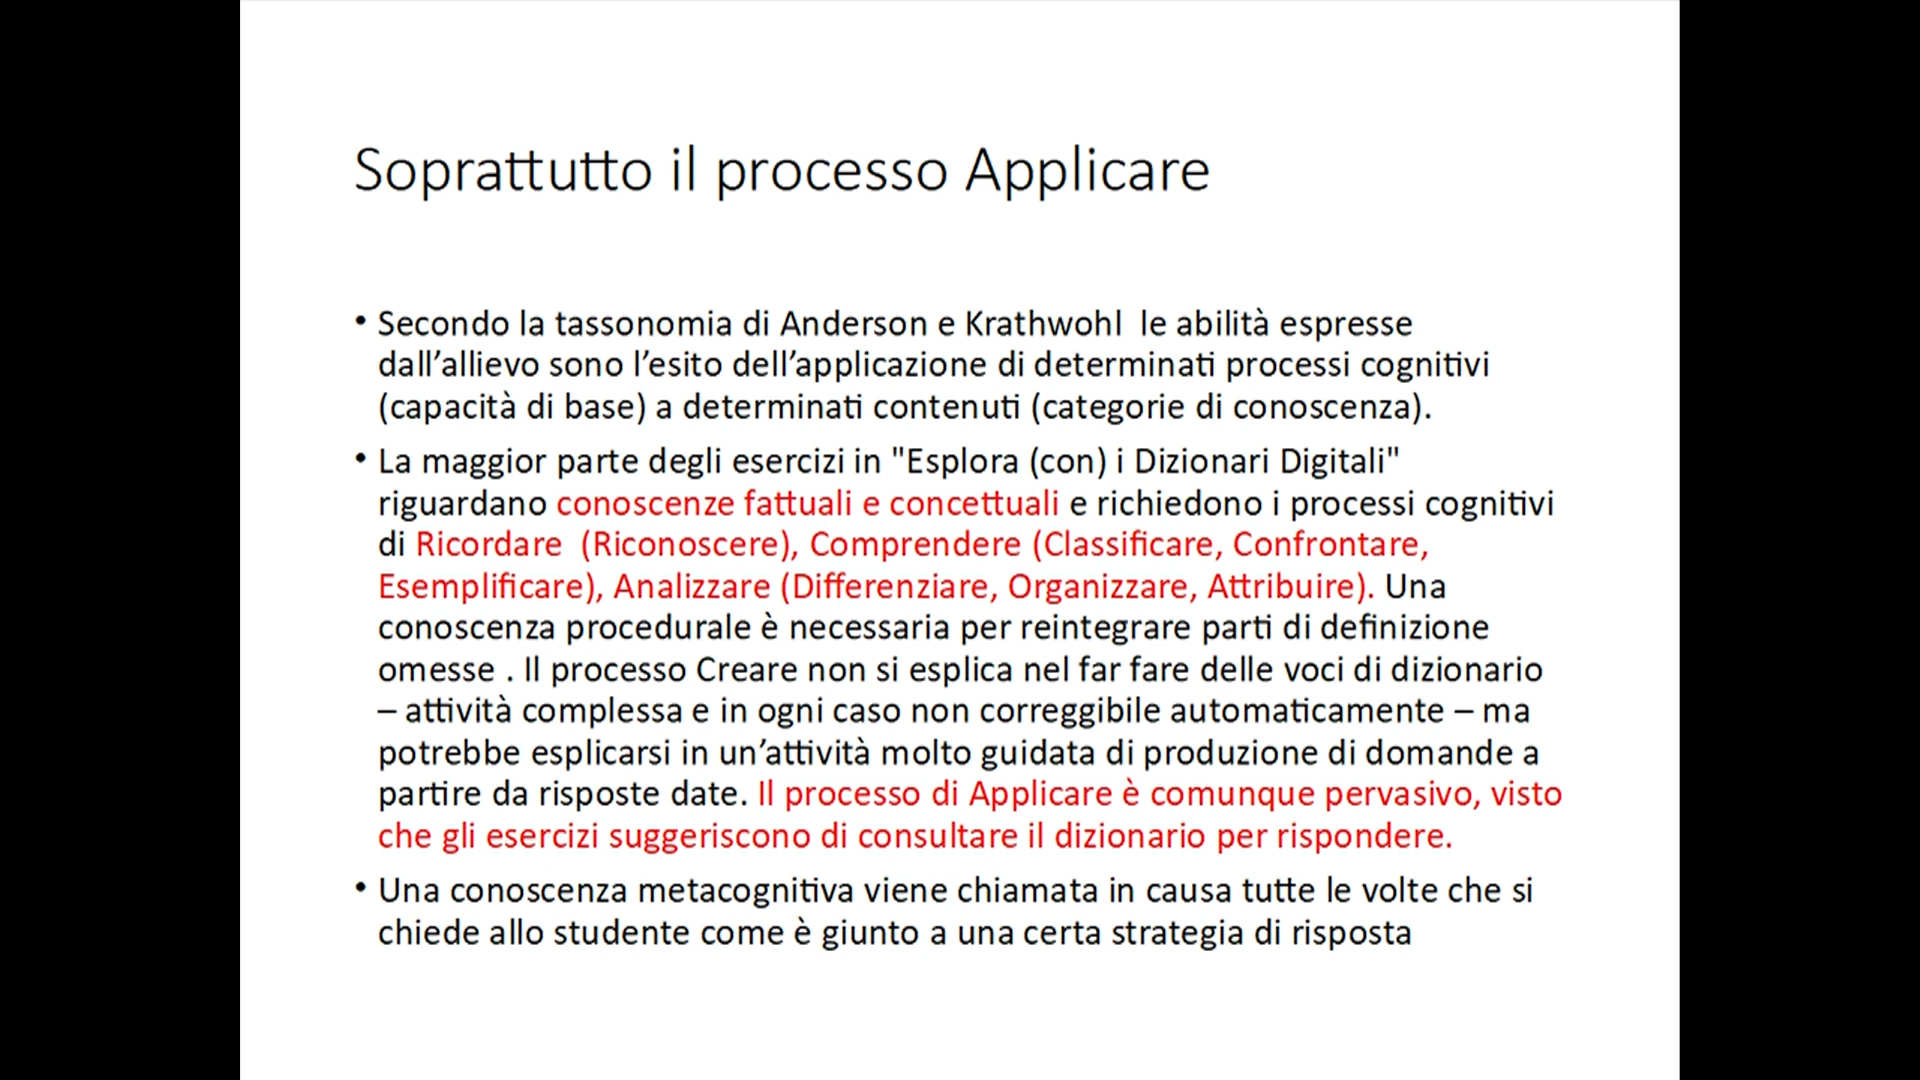 Soprattutto il processo Applicare
• Secondo la tassonomia di Anderson e Krathwohl  le abilità espresse
dall’allievo sono l’esito dell’applicazione di determinati processi cognitivi
(capacità di base) a determinati contenuti (categorie di conoscenza).
• La maggior parte degli esercizi in "Esplora (con) i Dizionari Digitali"
riguardano conoscenze fattuali e concettuali e richiedono i processi cognitivi
di Ricordare  (Riconoscere), Comprendere (Classificare, Confrontare,
Esemplificare), Analizzare (Differenziare, Organizzare, Attribuire). Una
conoscenza procedurale è necessaria per reintegrare parti di definizione
omesse . Il processo Creare non si esplica nel far fare delle voci di dizionario
– attività complessa e in ogni caso non correggibile automaticamente – ma
potrebbe esplicarsi in un’attività molto guidata di produzione di domande a
partire da risposte date. Il processo di Applicare è comunque pervasivo, visto
che gli esercizi suggeriscono di consultare il dizionario per rispondere.
• Una conoscenza metacognitiva viene chiamata in causa tutte le volte che si
chiede allo studente come è giunto a una certa strategia di risposta